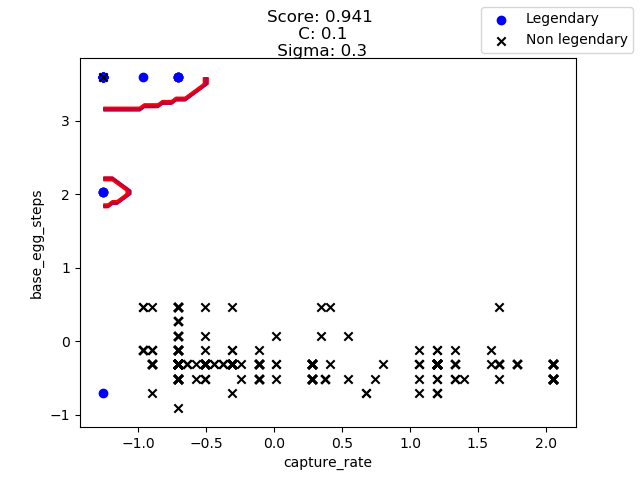 Score: 0.941
C: 0.1
Sigma: 0.3
Legendary
Non legendary
base_egg_steps
3
2
1
0
−1
−1.0 −0.5 0.0 0.5 1.0 1.5 2.0
capture_rate